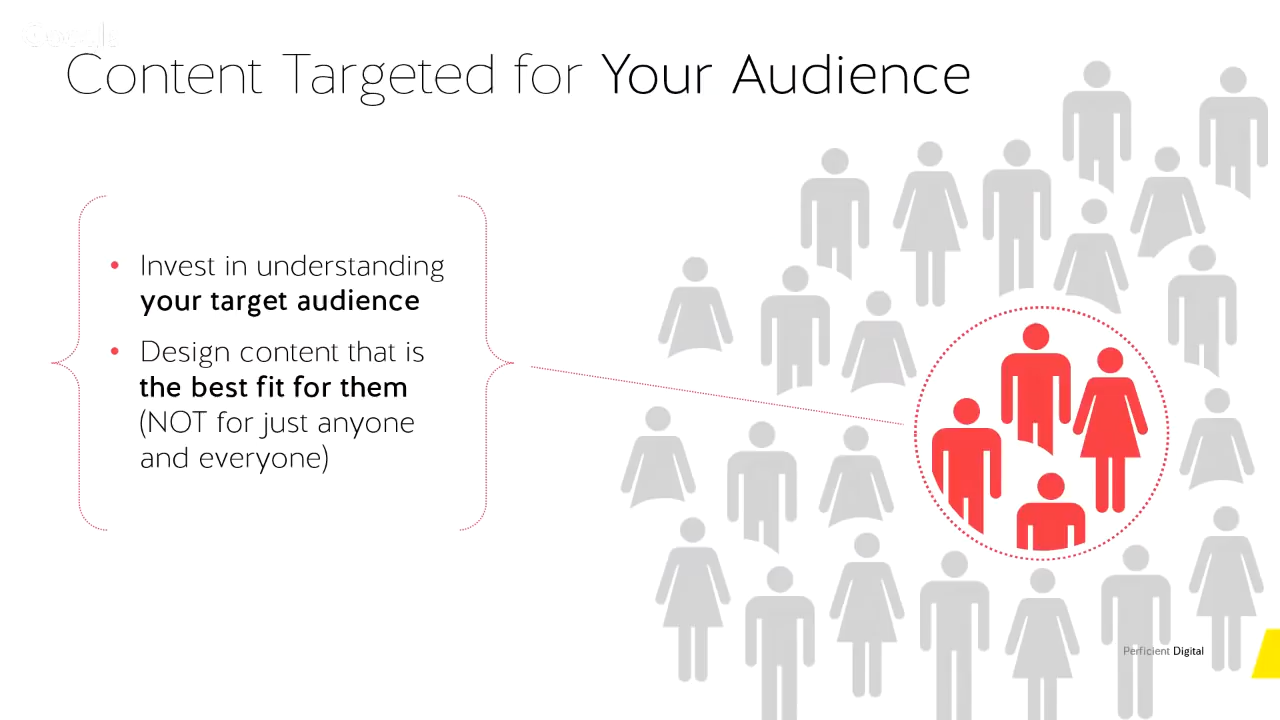 Content Targeted for Your Audience
• Invest in understanding
your target audience
• Design content that is
the best fit for them
(NOT for just anyone
and everyone)
Perficient Digital